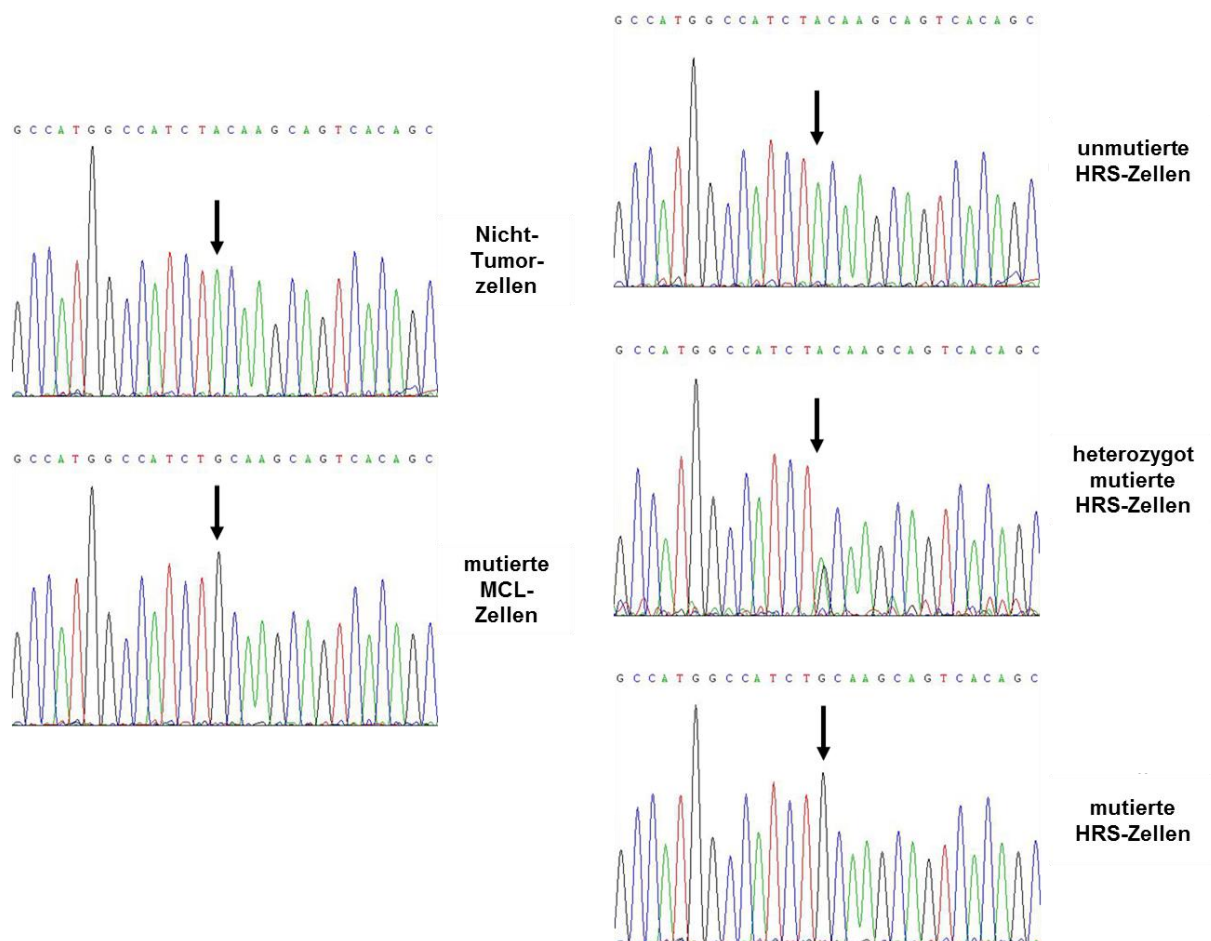 G C C A T G G C C A T C T A C A A G C A G T C A C A G C
Nicht-
Tumor-
zellen
G C C A T G G C C A T C T G C A A G C A G T C A C A G C
mutierte
MCL-
Zellen
G C C A T G G C C A T C T A C A A G C A G T C A C A G C
unmutierte
HRS-Zellen
G C C A T G G C C A T C T A C A A G C A G T C A C A G C
heterozygot
mutierte
HRS-Zellen
G C C A T G G C C A T C T G C A A G C A G T C A C A G C
mutierte
HRS-Zellen